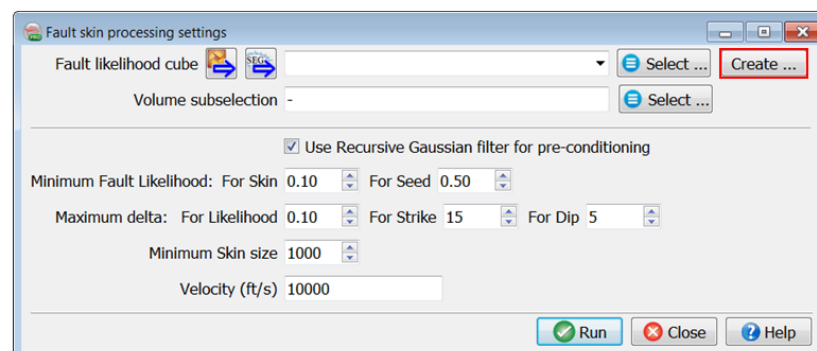 Fault skin processing settings
Fault likelihood cube SEG Select ... Create ...
Volume subselection - Select ...
Use Recursive Gaussian filter for pre-conditioning
Minimum Fault Likelihood: For Skin 0.10 For Seed 0.50
Maximum delta: For Likelihood 0.10 For Strike 15 For Dip 5
Minimum Skin size 1000
Velocity (ft/s) 10000
Run Close Help